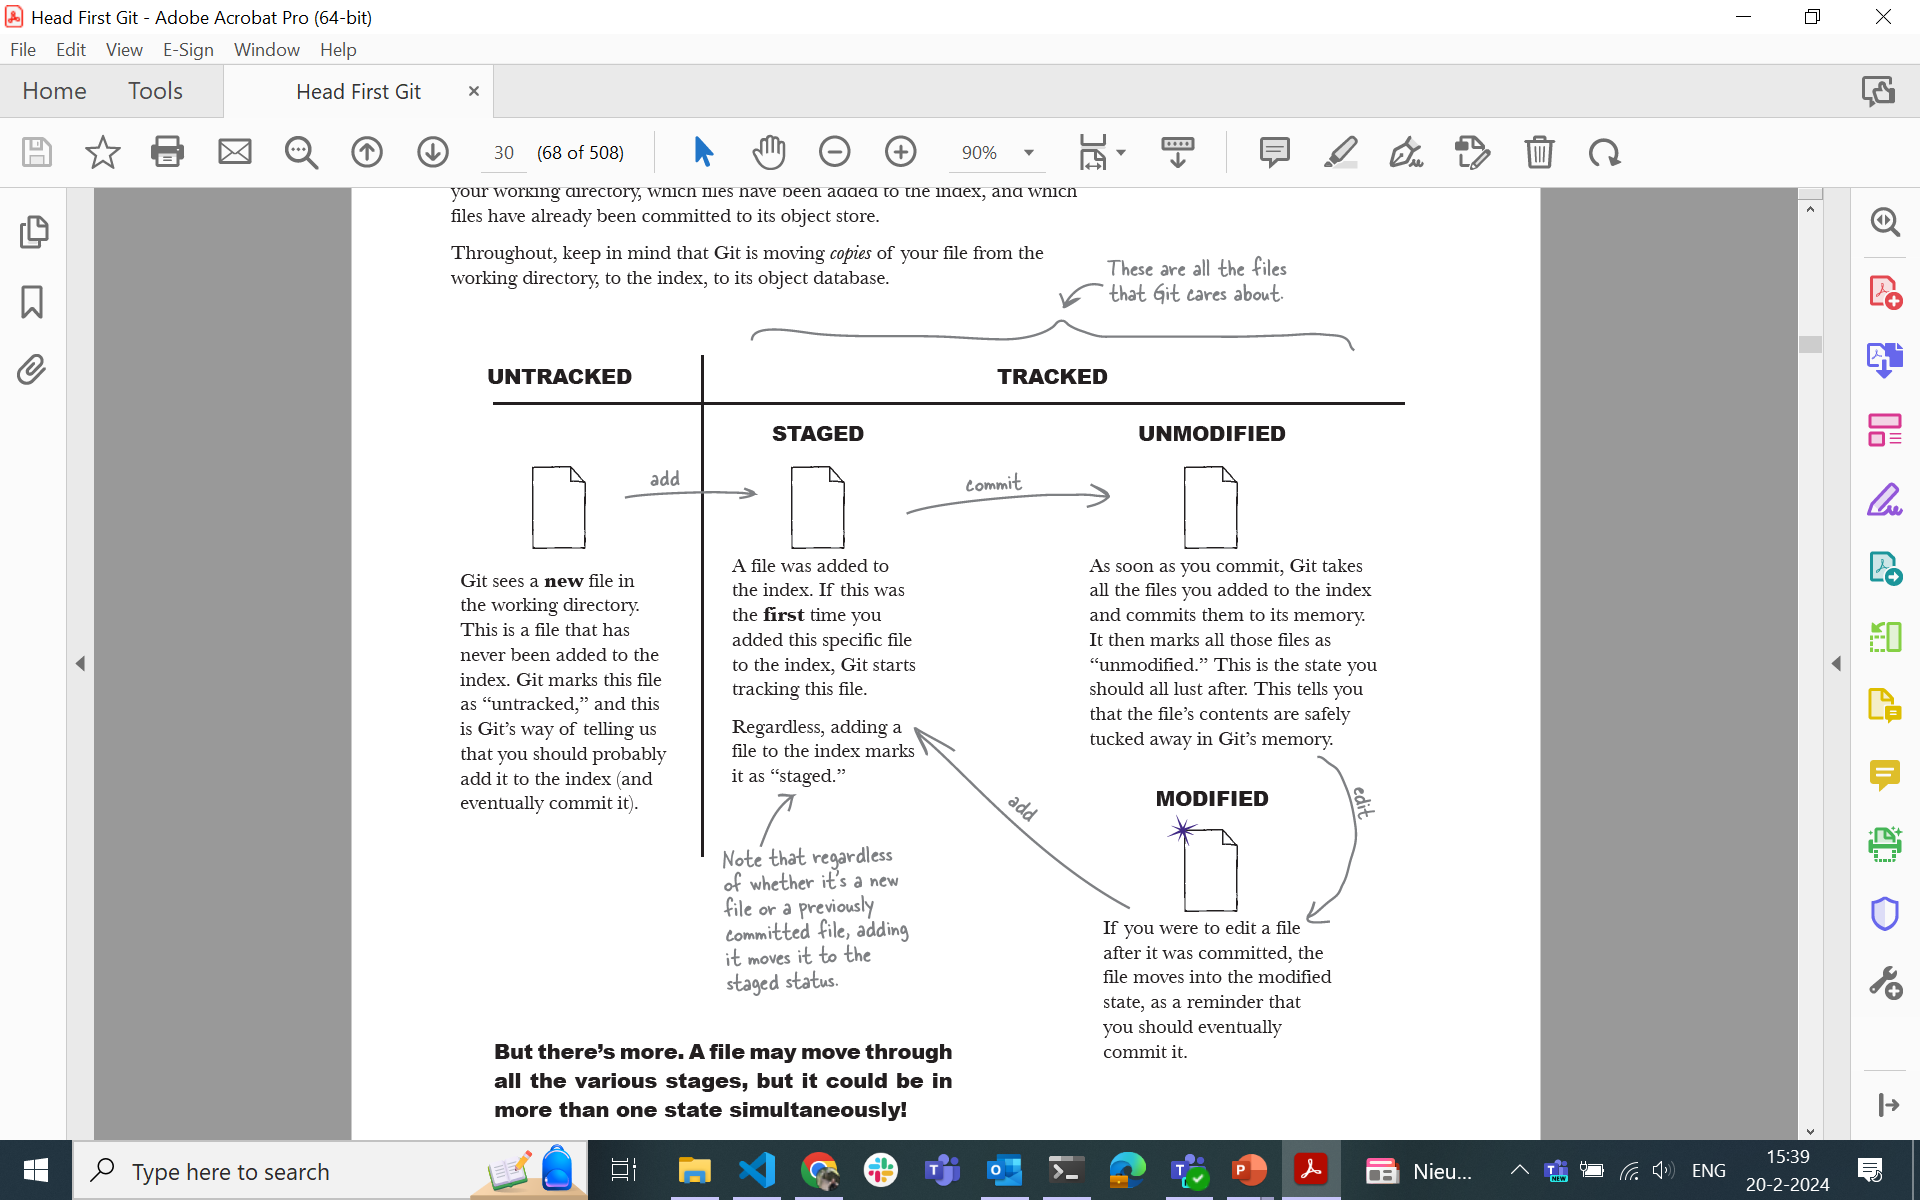 Head First Git - Adobe Acrobat Pro (64-bit)
File Edit View E-Sign Window Help
Home Tools Head First Git
30 (68 of 508) 90%
your working directory, which files have been added to the index, and which
files have already been committed to its object store.
Throughout, keep in mind that Git is moving copies of your file from the
working directory, to the index, to its object database.
These are all the files
that Git cares about.
UNTRACKED
TRACKED
STAGED
UNMODIFIED
add
commit
Git sees a new file in
the working directory.
This is a file that has
never been added to the
index. Git marks this file
as “untracked,” and this
is Git’s way of telling us
that you should probably
add it to the index (and
eventually commit it).
A file was added to
the index. If this was
the first time you
added this specific file
to the index, Git starts
tracking this file.
Regardless, adding a
file to the index marks
it as “staged.”
Note that regardless
of whether it's a new
file or a previously
committed file, adding
it moves it to the
staged status.
As soon as you commit, Git takes
all the files you added to the index
and commits them to its memory.
It then marks all those files as
“unmodified.” This is the state you
should all lust after. This tells you
that the file’s contents are safely
tucked away in Git’s memory.
add
edit
MODIFIED
If you were to edit a file
after it was committed, the
file moves into the modified
state, as a reminder that
you should eventually
commit it.
But there’s more. A file may move through
all the various stages, but it could be in
more than one state simultaneously!
Type here to search
Nieu...
ENG
15:39
20-2-2024